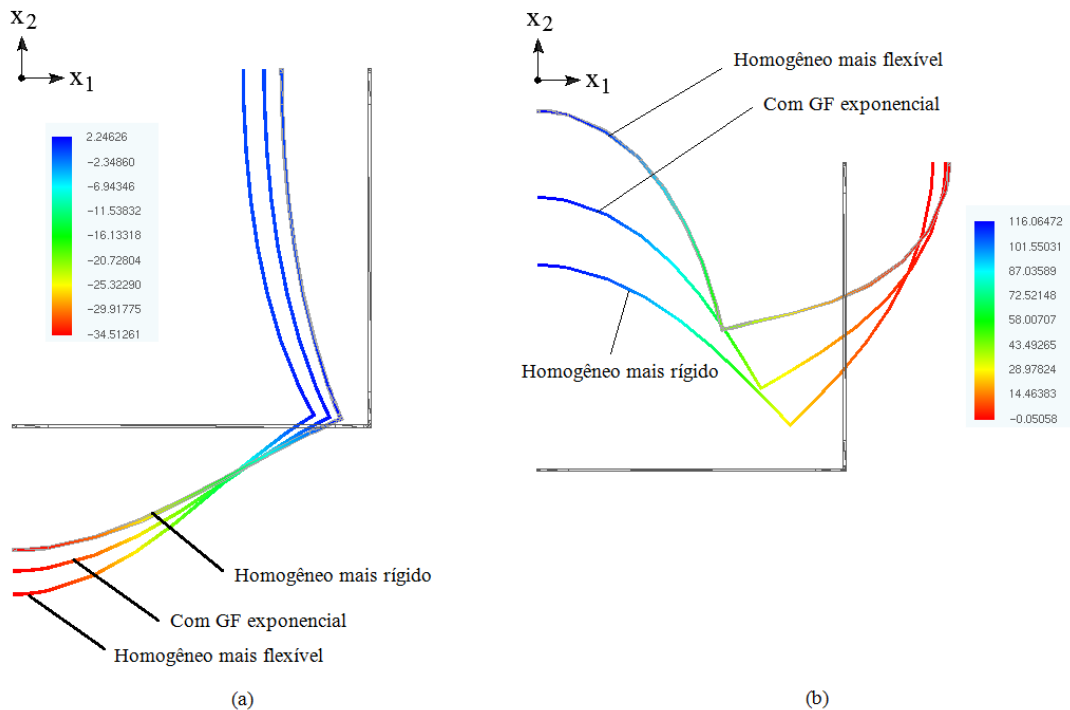 x2
x1
2.24626
-2.34860
-6.94346
-11.53832
-16.13318
-20.72804
-25.32290
-29.91775
-34.51261
Homogêneo mais rígido
Com GF exponencial
Homogêneo mais flexível
(a)
x2
x1
Homogêneo mais flexível
Com GF exponencial
Homogêneo mais rígido
116.06472
101.55031
87.03589
72.52148
58.00707
43.49265
28.97824
14.46383
-0.05058
(b)